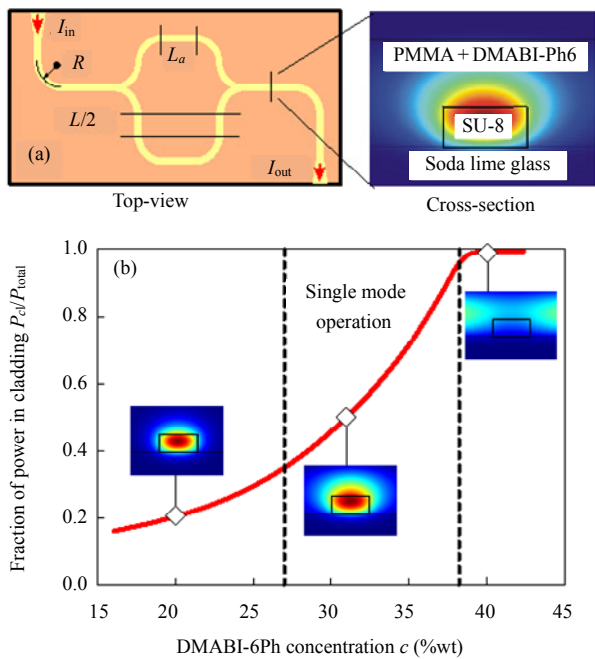 I_in
R
L_a
L/2
(a)
I_out
Top-view
PMMA + DMABI-Ph6
SU-8
Soda lime glass
Cross-section
(b)
Single mode
operation
Fraction of power in cladding P_cl/P_total
1.0
0.8
0.6
0.4
0.2
0.0
15 20 25 30 35 40 45
DMABI-6Ph concentration c (%wt)